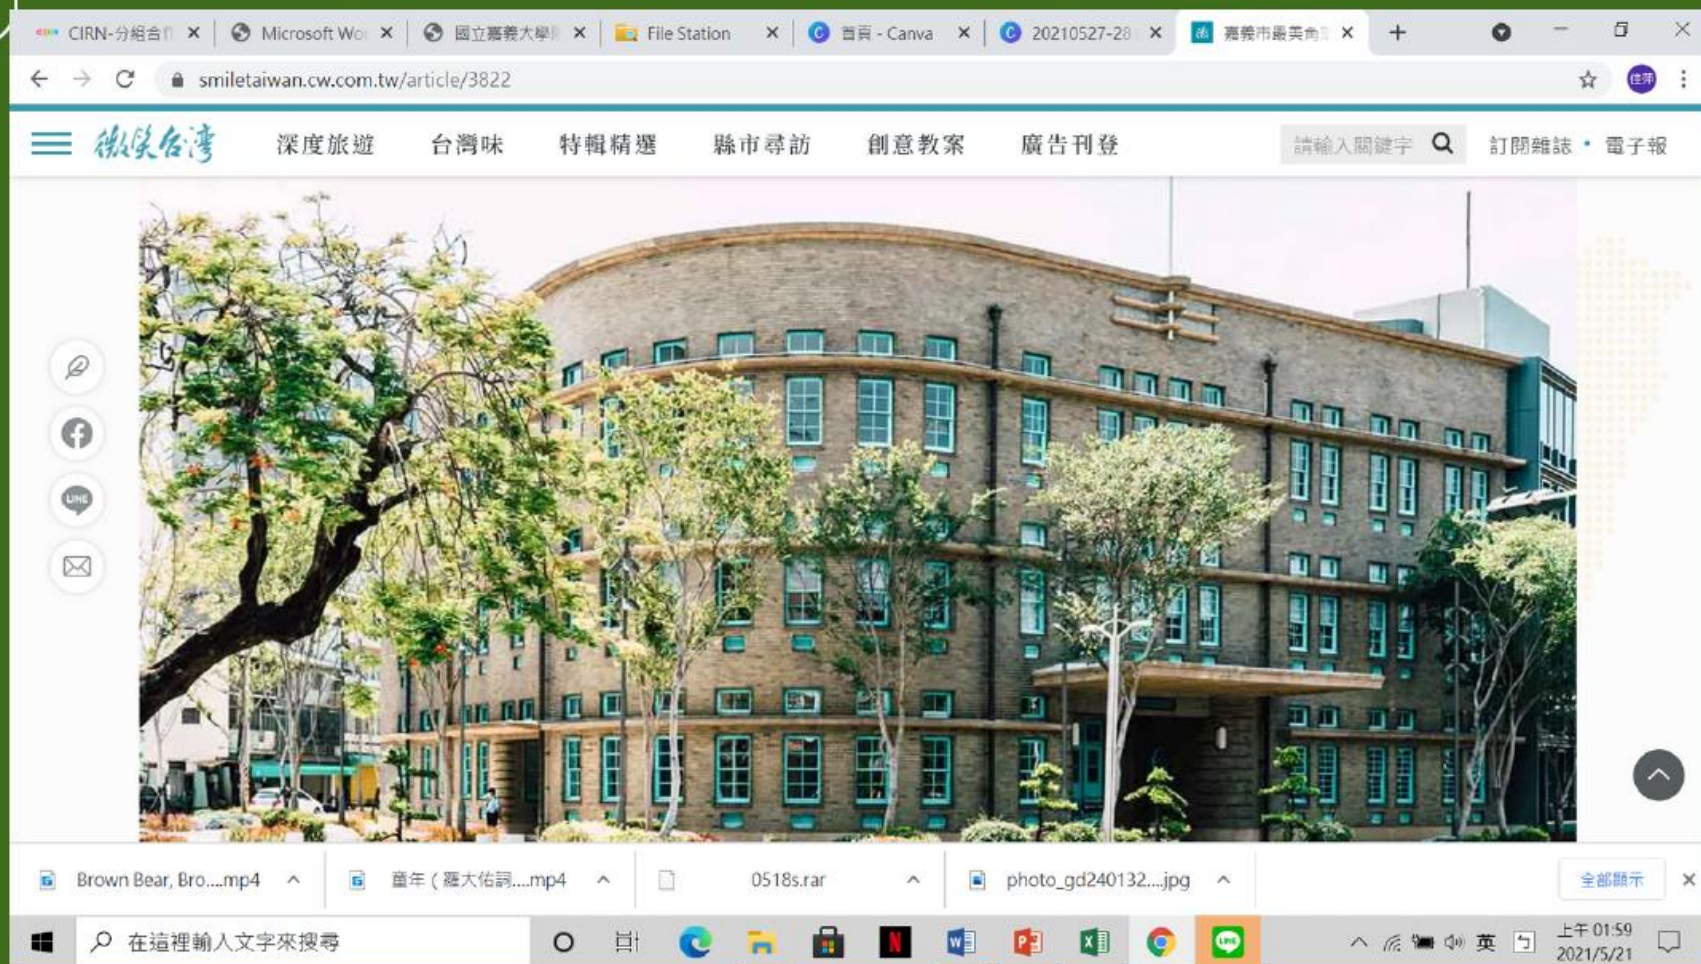 CIRN-分組合作
Microsoft Wo
國立嘉義大學
File Station
首頁 - Canva
20210527-28
嘉義市最美角
佳萍
smiletaiwan.cw.com.tw/article/3822
微笑台灣
深度旅遊
台灣味
特輯精選
縣市尋訪
創意教案
廣告刊登
請輸入關鍵字
訂閱雜誌・電子報
LINE
Brown Bear, Bro....mp4
童年 ( 羅大佑詞....mp4
0518s.rar
photo_gd240132....jpg
全部顯示
在這裡輸入文字來搜尋
英
上午 01:59
2021/5/21